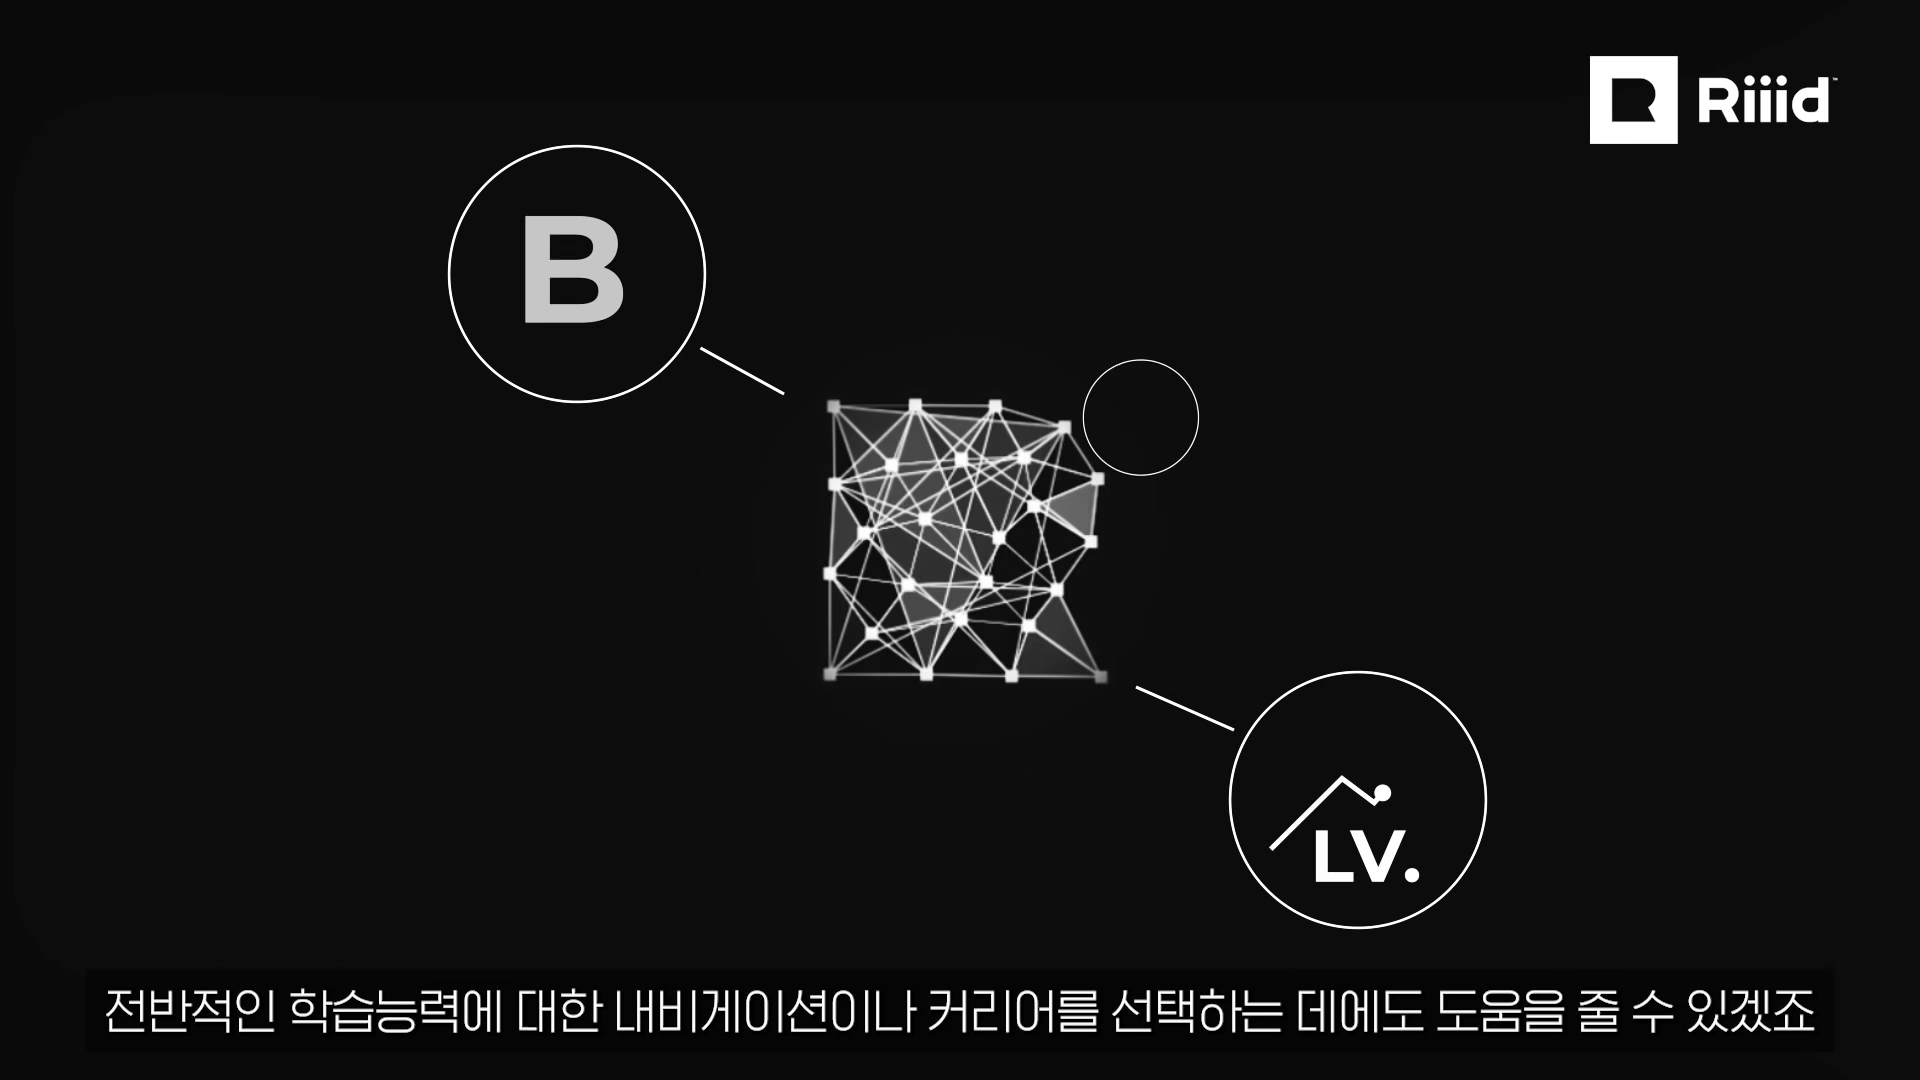 Riiid™
B
LV.
전반적인 학습능력에 대한 내비게이션이나 커리어를 선택하는 데에도 도움을 줄 수 있겠죠